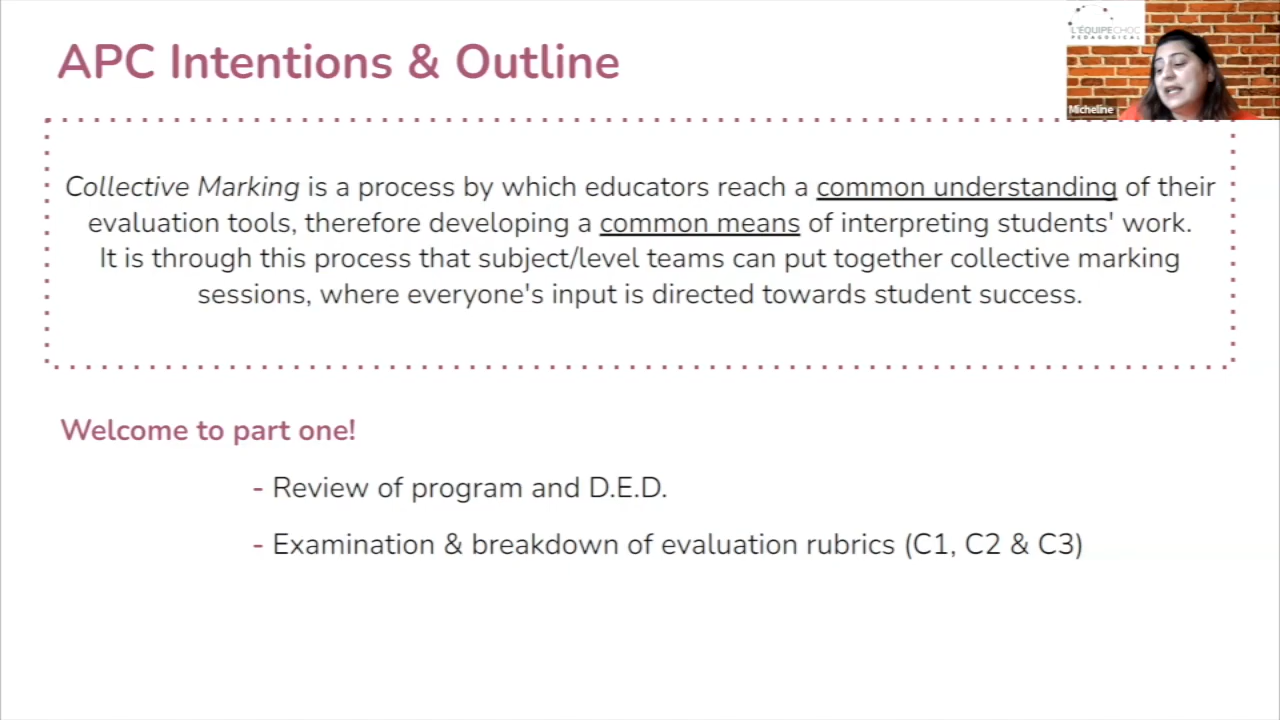 APC Intentions & Outline
L'ÉQUIPECHOC
PEDAGOGICAL
Micheline
Collective Marking is a process by which educators reach a common understanding of their
evaluation tools, therefore developing a common means of interpreting students' work.
It is through this process that subject/level teams can put together collective marking
sessions, where everyone's input is directed towards student success.
Welcome to part one!
- Review of program and D.E.D.
- Examination & breakdown of evaluation rubrics (C1, C2 & C3)